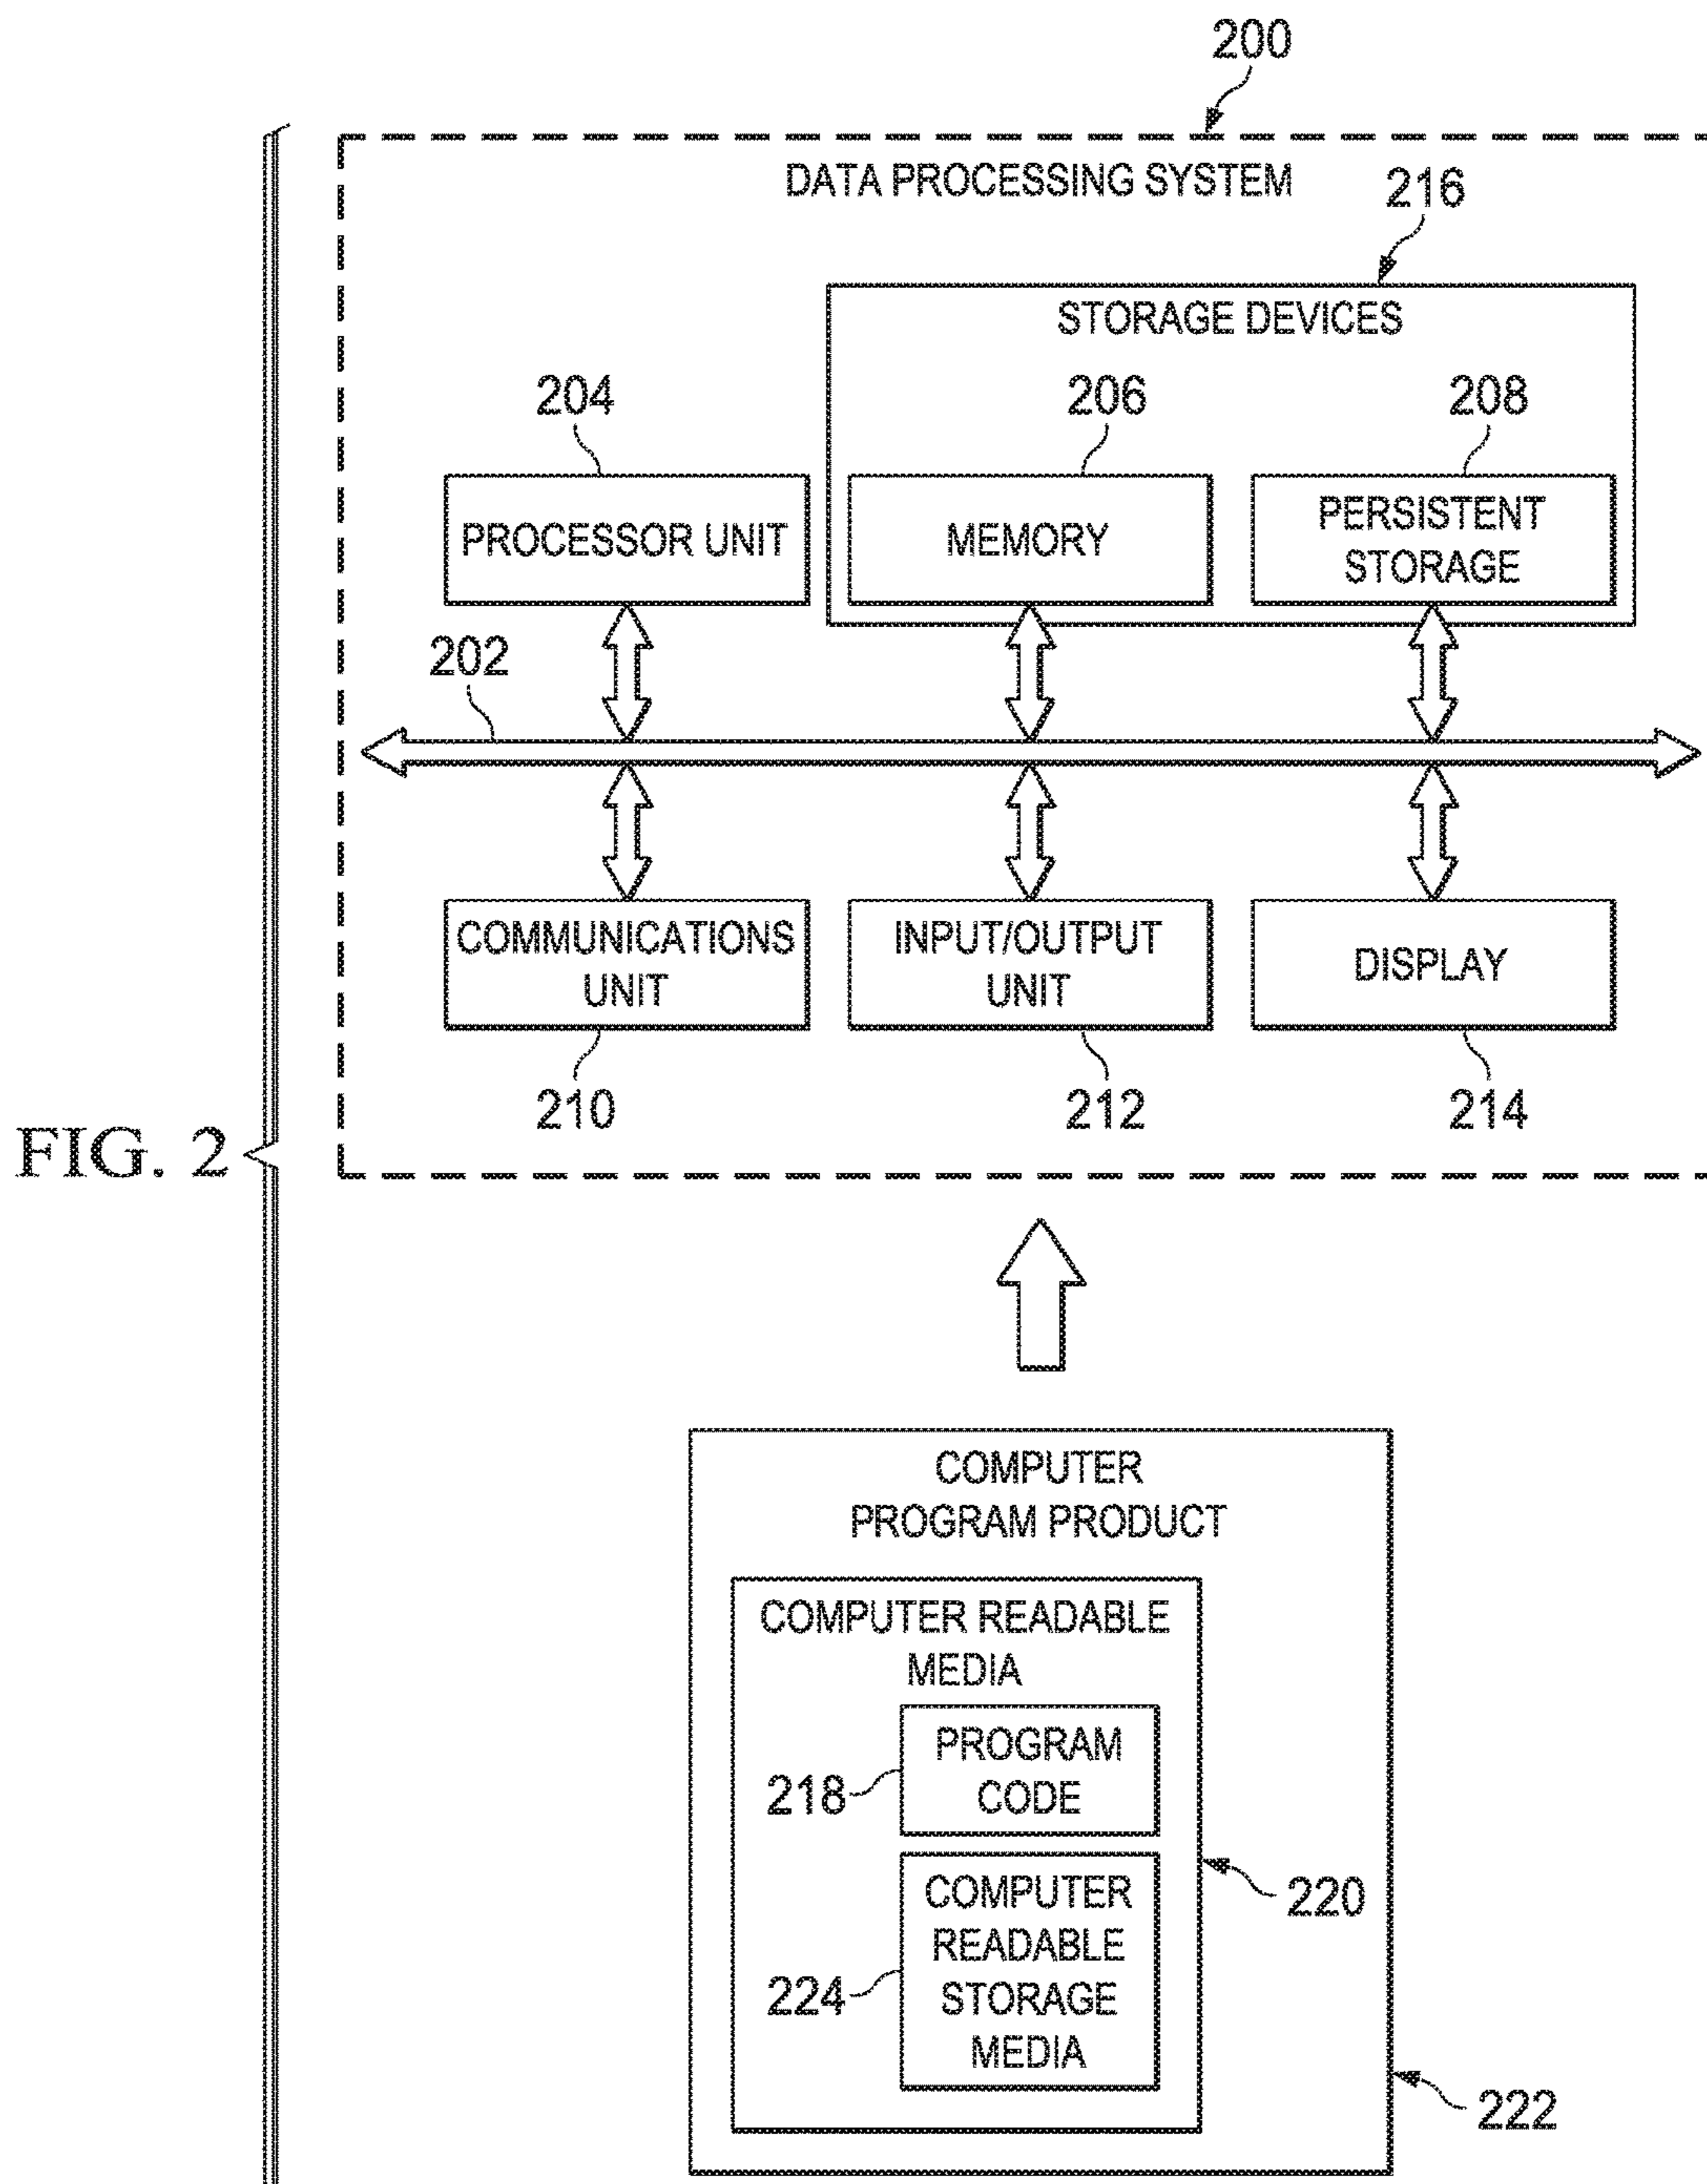 200
DATA PROCESSING SYSTEM
216
STORAGE DEVICES
204
206
208
PROCESSOR UNIT
MEMORY
PERSISTENT
STORAGE
202
COMMUNICATIONS
UNIT
INPUT/OUTPUT
UNIT
DISPLAY
210
212
214
FIG. 2
COMPUTER
PROGRAM PRODUCT
COMPUTER READABLE
MEDIA
PROGRAM
CODE
218
COMPUTER
READABLE
STORAGE
MEDIA
220
224
222